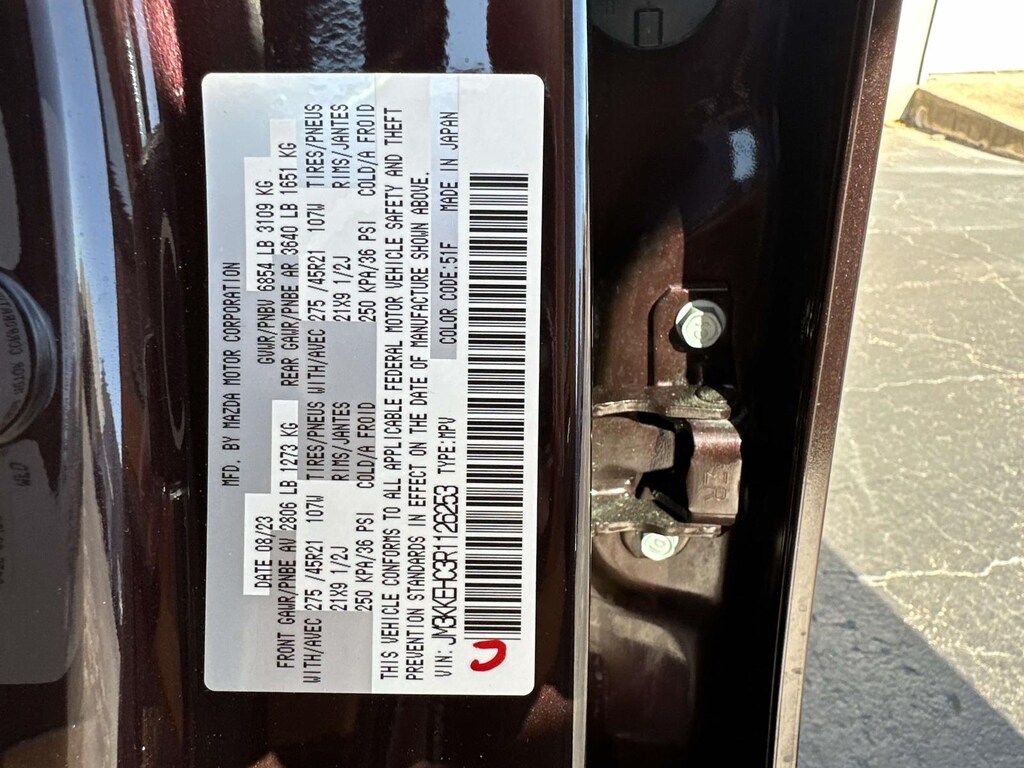 MFD. BY MAZDA MOTOR CORPORATION
DATE 08/23 GVWR/PNBV 6854 LB 3109 KG
FRONT GAWR/PNBE AV 2806 LB 1273 KG REAR GAWR/PNBE AR 3640 LB 1651 KG
WITH/AVEC 275 /45R21 107W TIRES/PNEUS WITH/AVEC 275 /45R21 107W TIRES/PNEUS
21X9 1/2J RIMS/JANTES 21X9 1/2J RIMS/JANTES
250 KPA/36 PSI COLD/A FROID 250 KPA/36 PSI COLD/A FROID
THIS VEHICLE CONFORMS TO ALL APPLICABLE FEDERAL MOTOR VEHICLE SAFETY AND THEFT
PREVENTION STANDARDS IN EFFECT ON THE DATE OF MANUFACTURE SHOWN ABOVE.
VIN: JM3KKEHC3R1126253 TYPE:MPV COLOR CODE:51F MADE IN JAPAN